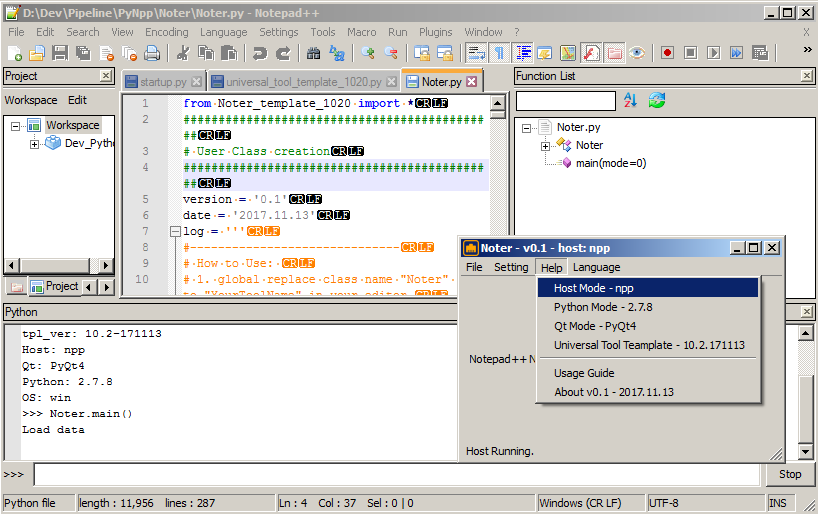 D:\Dev\Pipeline\PyNpp\Noter\Noter.py - Notepad++
File Edit Search View Encoding Language Settings Tools Macro Run Plugins Window ? X
Project
Workspace Edit
Workspace
Dev_Pytho
Project
startup.py universal_tool_template_1020.py Noter.py
1 from Noter_template_1020 import *CRLF
2 ###########################################
##CRLF
3 # User Class creationCRLF
4 ###########################################
##CRLF
5 version = '0.1'CRLF
6 date = '2017.11.13'CRLF
7 log = '''CRLF
8 #------------------------------CRLF
9 # How to Use: CRLF
10 # 1. global replace class name "Noter"
to "YourToolName" in your editor CRLF
Function List
Noter.py
Noter
main(mode=0)
Noter - v0.1 - host: npp
File Setting Help Language
Host Mode - npp
Python Mode - 2.7.8
Qt Mode - PyQt4
Universal Tool Teamplate - 10.2.171113
Usage Guide
About v0.1 - 2017.11.13
Notepad++ N
Host Running.
Python
tpl_ver: 10.2-171113
Host: npp
Qt: PyQt4
Python: 2.7.8
OS: win
>>> Noter.main()
Load data
>>> Stop
Python file length : 11,956 lines : 287 Ln : 4 Col : 37 Sel : 0 | 0 Windows (CR LF) UTF-8 INS